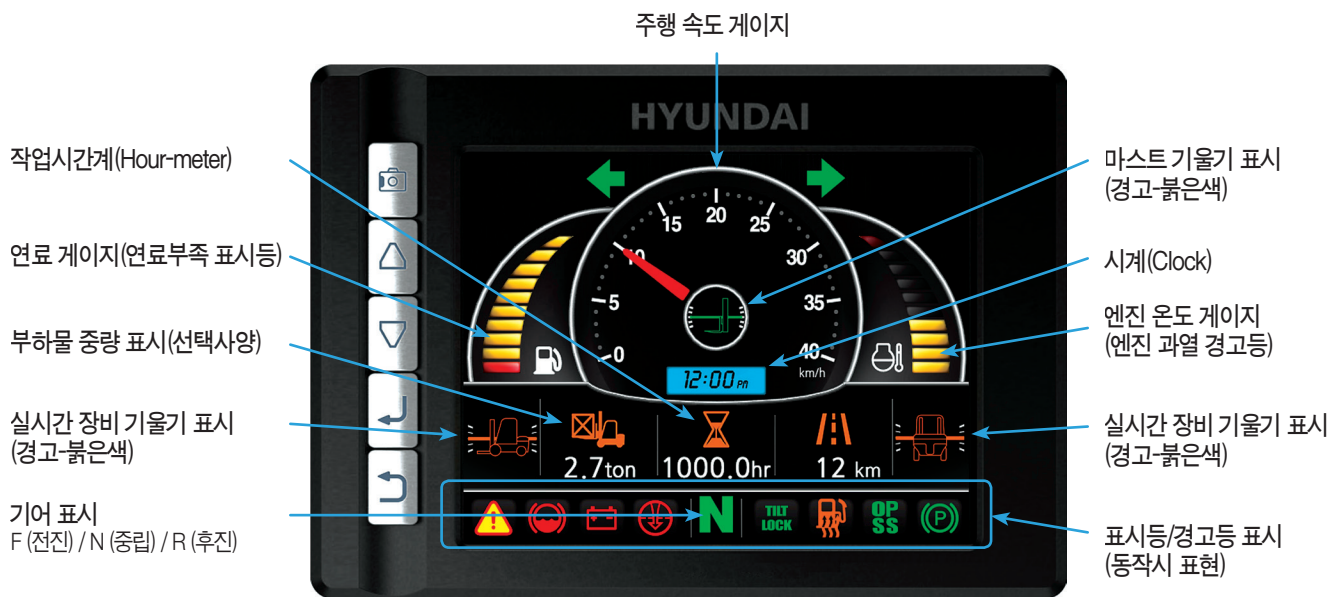 주행 속도 게이지
HYUNDAI
작업시간계(Hour-meter)
연료 게이지(연료부족 표시등)
부하물 중량 표시(선택사양)
실시간 장비 기울기 표시
(경고-붉은색)
기어 표시
F (전진) / N (중립) / R (후진)
0
5
10
15
20
25
30
35
40
km/h
12:00 PM
2.7ton
1000.0hr
12 km
N
TILT
LOCK
OP
SS
P
마스트 기울기 표시
(경고-붉은색)
시계(Clock)
엔진 온도 게이지
(엔진 과열 경고등)
실시간 장비 기울기 표시
(경고-붉은색)
표시등/경고등 표시
(동작시 표현)